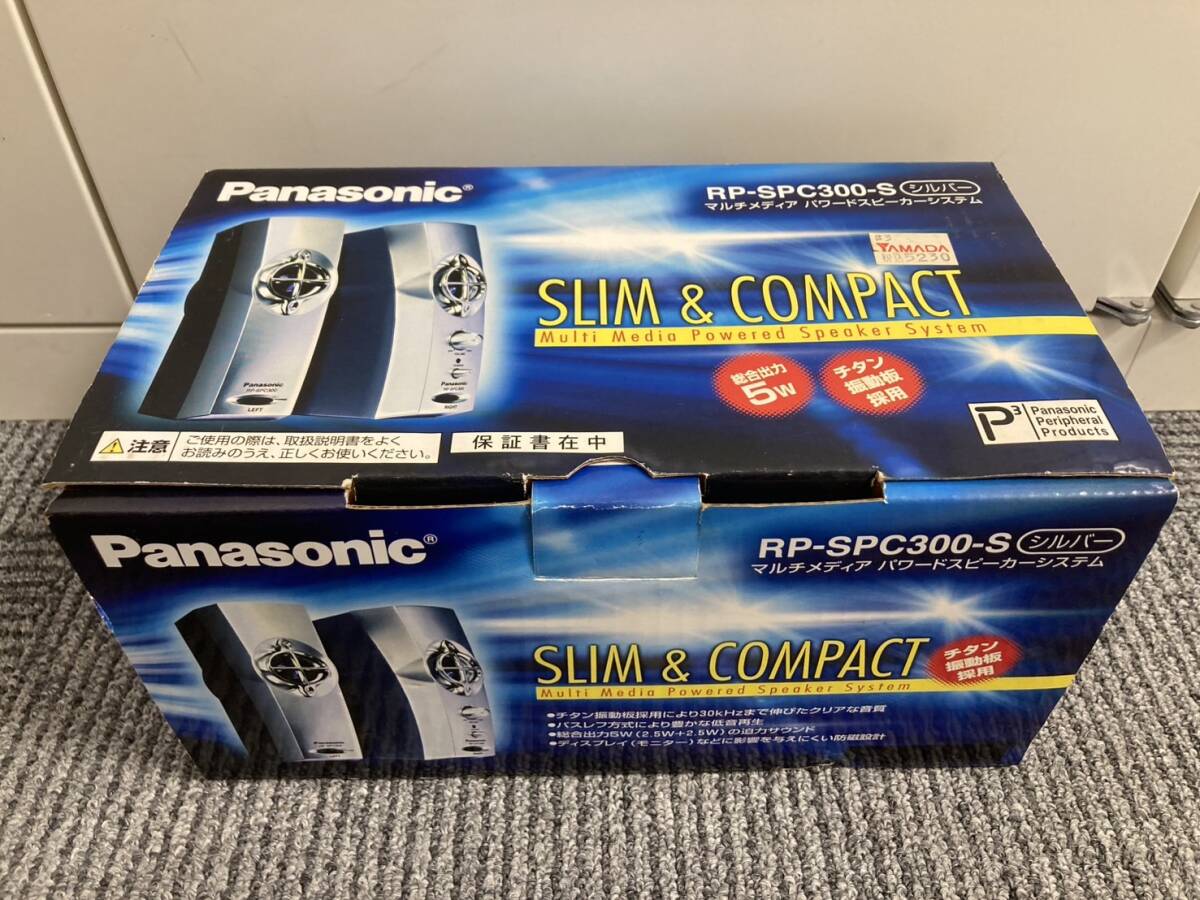 Panasonic®
RP-SPC300-S シルバー
マルチメディア パワードスピーカーシステム
YAMADA
税込5230
SLIM & COMPACT
Multi Media Powered Speaker System
総合出力
5W
チタン
振動板
採用
Panasonic
RP-SPC300
LEFT
Panasonic
RIGHT
P3 Panasonic
Peripheral
Products
注意
ご使用の際は、取扱説明書をよく
お読みのうえ、正しくお使いください。
保証書在中
Panasonic®
RP-SPC300-S シルバー
マルチメディア パワードスピーカーシステム
SLIM & COMPACT
Multi Media Powered Speaker System
チタン
振動板
採用
Panasonic
LEFT
•チタン振動板採用により30kHzまで伸びたクリアな音質
•バスレフ方式により豊かな低音再生
•総合出力5W（2.5W+2.5W）の迫力サウンド
•ディスプレイ（モニター）などに影響を与えにくい防磁設計